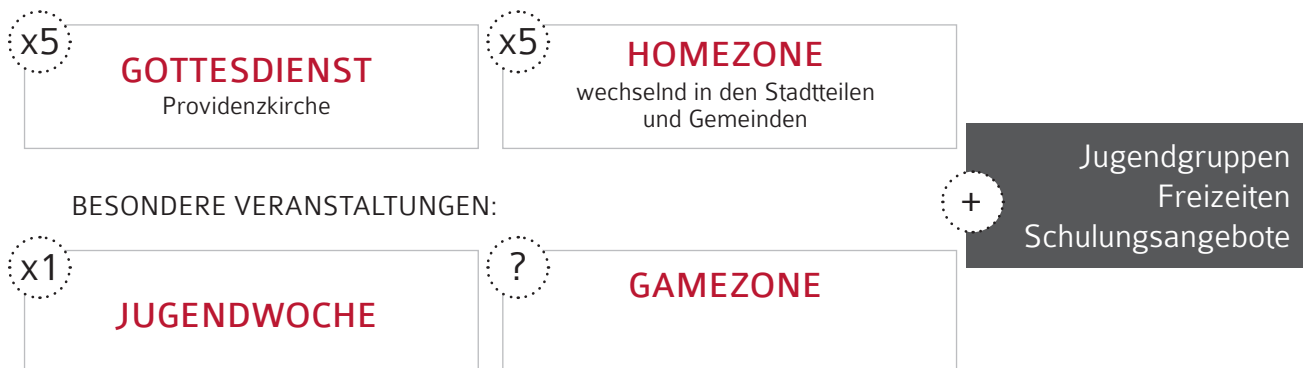 x5
GOTTESDIENST
Providenzkirche
x5
HOMEZONE
wechselnd in den Stadtteilen
und Gemeinden
+
Jugendgruppen
Freizeiten
Schulungsangebote
BESONDERE VERANSTALTUNGEN:
x1
JUGENDWOCHE
?
GAMEZONE